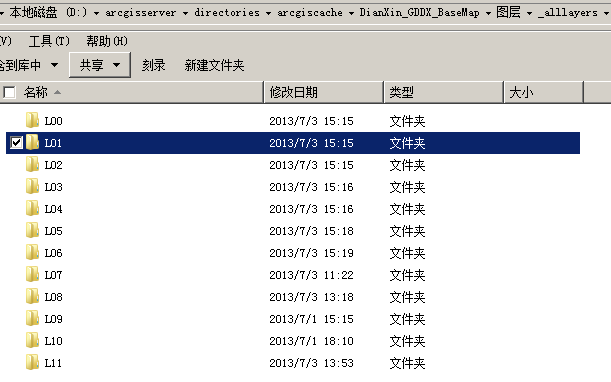 本地磁盘 (D:) ▸ arcgisserver ▸ directories ▸ arcgiscache ▸ DianXin_GDDX_BaseMap ▸ 图层 ▸ _alllayers
(V) 工具(T) 帮助(H)
含到库中 共享 刻录 新建文件夹
名称 修改日期 类型 大小
L00 2013/7/3 15:15 文件夹
L01 2013/7/3 15:15 文件夹
L02 2013/7/3 15:15 文件夹
L03 2013/7/3 15:16 文件夹
L04 2013/7/3 15:16 文件夹
L05 2013/7/3 15:18 文件夹
L06 2013/7/3 15:19 文件夹
L07 2013/7/3 11:22 文件夹
L08 2013/7/3 13:18 文件夹
L09 2013/7/1 15:15 文件夹
L10 2013/7/1 18:10 文件夹
L11 2013/7/3 13:53 文件夹